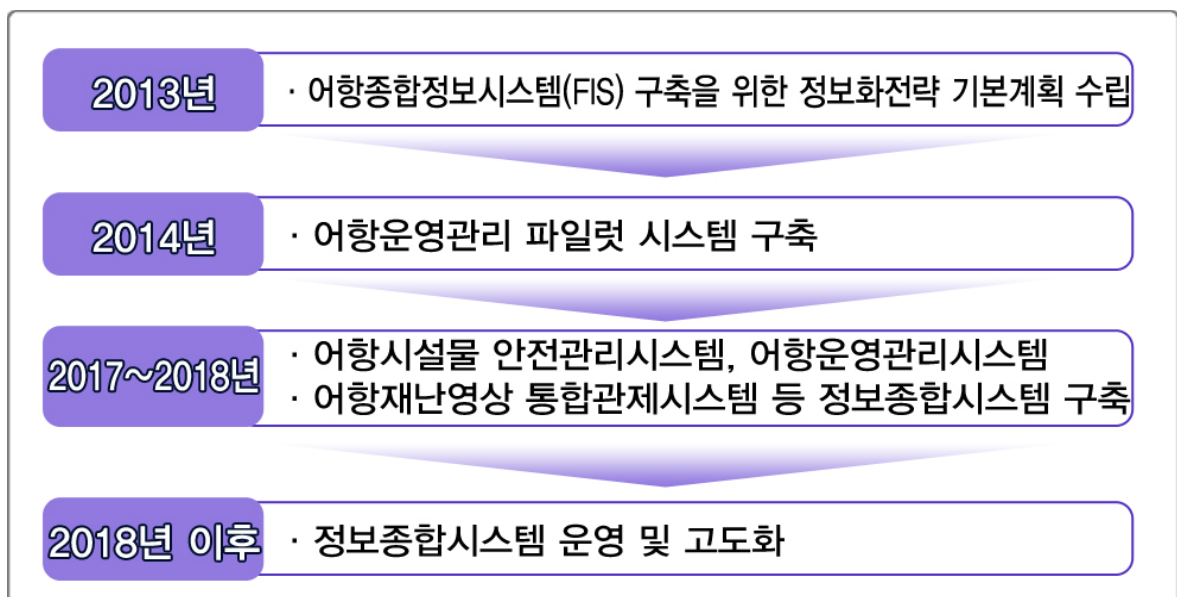 2013년
· 어항종합정보시스템(FIS) 구축을 위한 정보화전략 기본계획 수립
2014년
· 어항운영관리 파일럿 시스템 구축
2017~2018년
· 어항시설물 안전관리시스템, 어항운영관리시스템
· 어항재난영상 통합관제시스템 등 정보종합시스템 구축
2018년 이후
· 정보종합시스템 운영 및 고도화